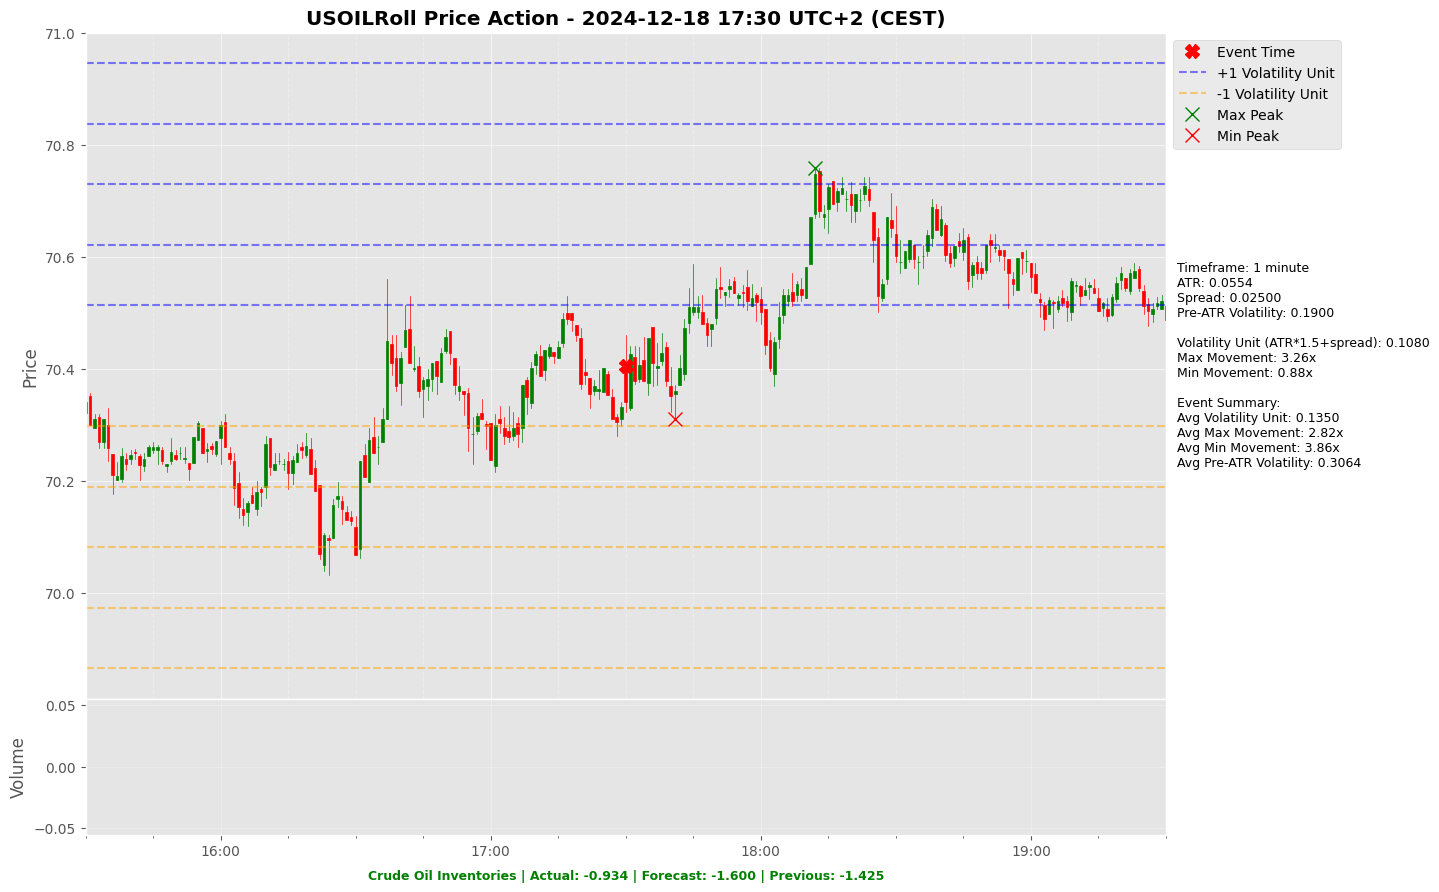 USOILRoll Price Action - 2024-12-18 17:30 UTC+2 (CEST)
Price
71.0
70.8
70.6
70.4
70.2
70.0
Event Time
+1 Volatility Unit
-1 Volatility Unit
Max Peak
Min Peak
Timeframe: 1 minute
ATR: 0.0554
Spread: 0.02500
Pre-ATR Volatility: 0.1900
Volatility Unit (ATR*1.5+spread): 0.1080
Max Movement: 3.26x
Min Movement: 0.88x
Event Summary:
Avg Volatility Unit: 0.1350
Avg Max Movement: 2.82x
Avg Min Movement: 3.86x
Avg Pre-ATR Volatility: 0.3064
Volume
0.05
0.00
−0.05
16:00
17:00
18:00
19:00
Crude Oil Inventories | Actual: -0.934 | Forecast: -1.600 | Previous: -1.425